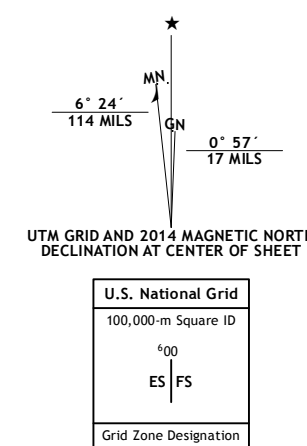 ★
MN.
6° 24´
114 MILS
GN
0° 57´
17 MILS
UTM GRID AND 2014 MAGNETIC NORTH
DECLINATION AT CENTER OF SHEET
U.S. National Grid
100,000-m Square ID
⁶00
ES FS
Grid Zone Designation